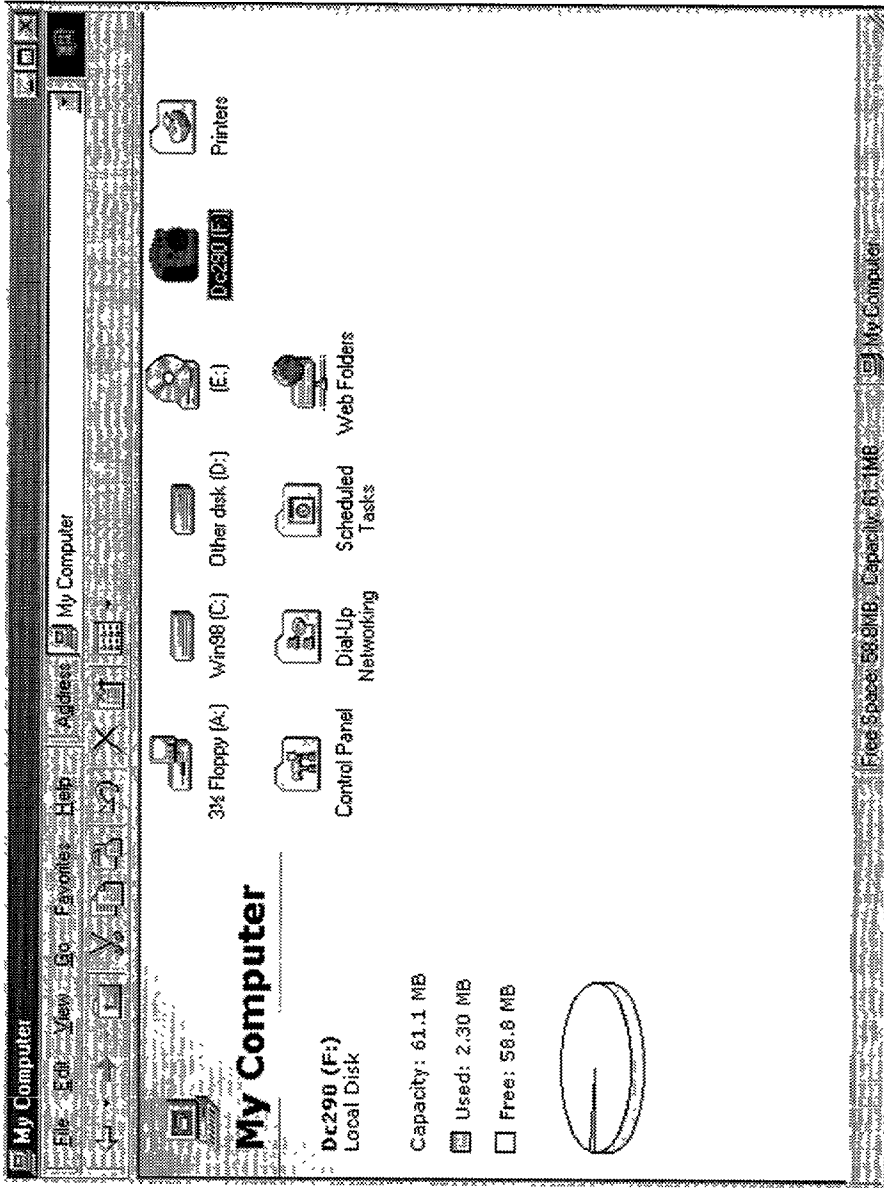 My Computer
File Edit View Go Favorites Help Address My Computer
My Computer
Dc290 (F:)
Local Disk
Capacity: 61.1 MB
Used: 2.30 MB
Free: 58.8 MB
3½ Floppy (A:) Win98 (C:) Other disk (D:) (E:) Dc290 (F:) Printers
Control Panel Dial-Up Networking Scheduled Tasks Web Folders
Free Space: 58.8MB, Capacity: 61.1MB My Computer